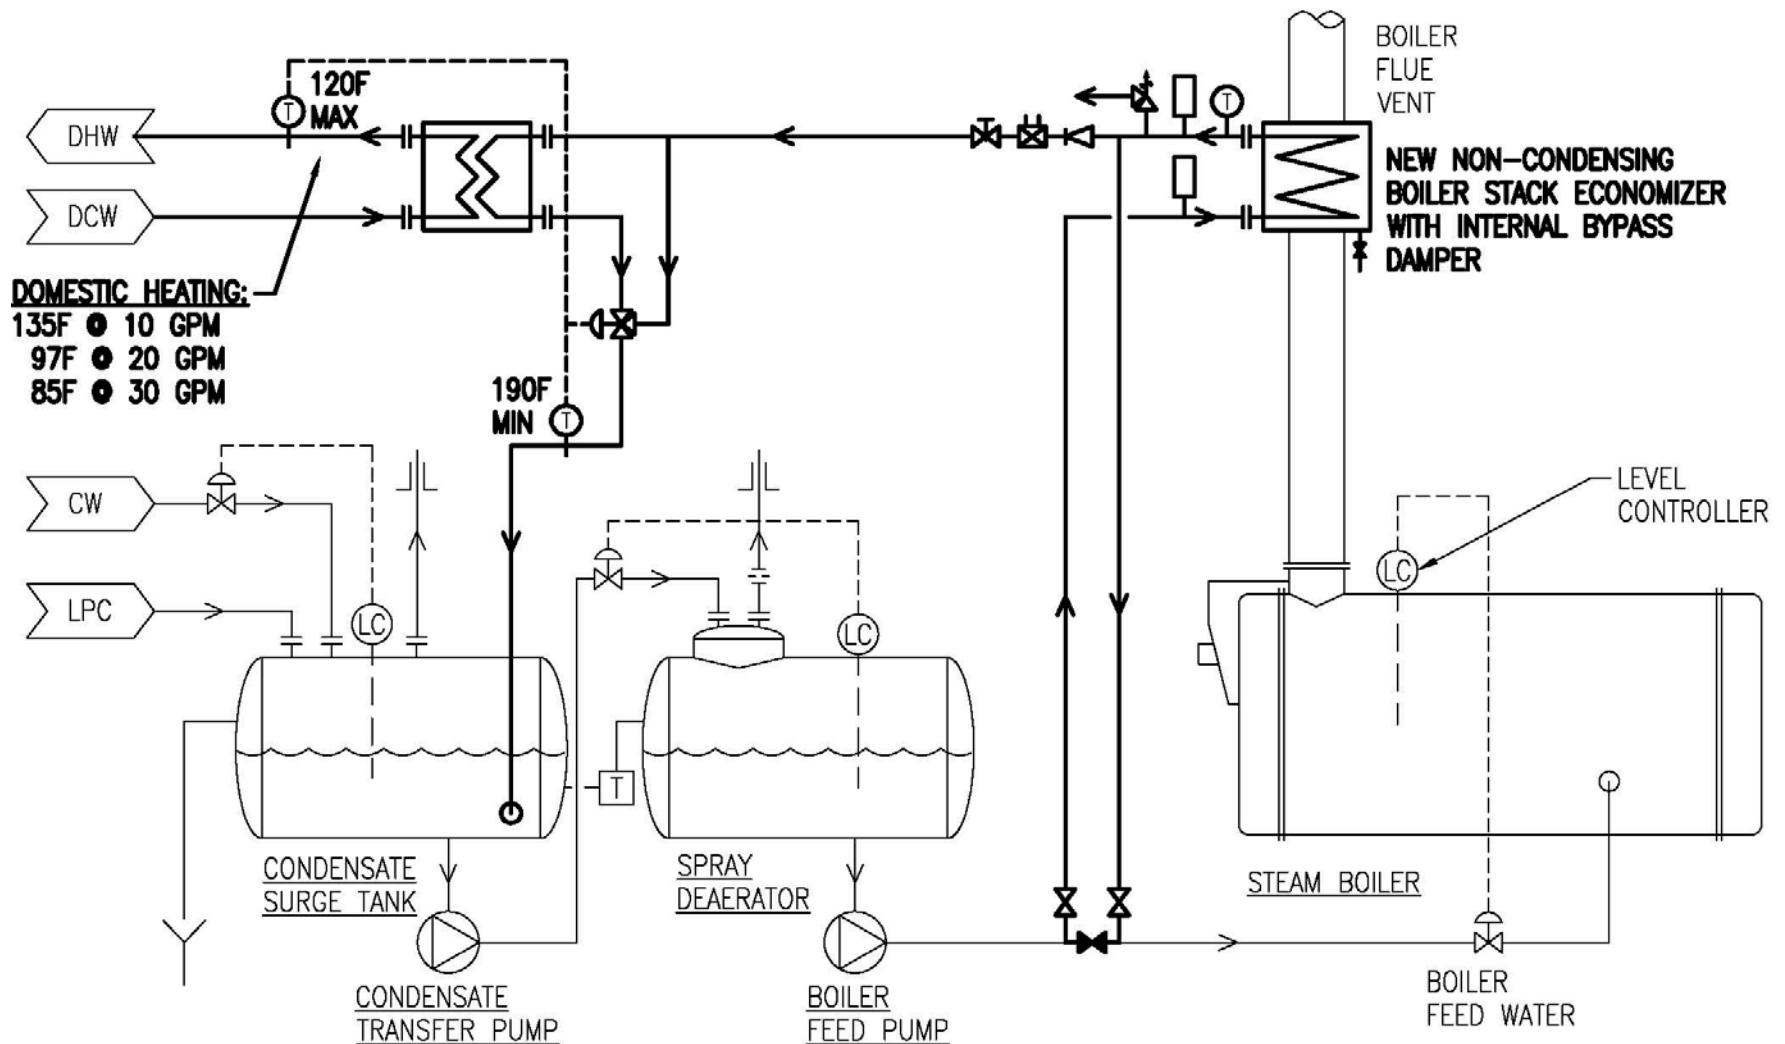 BOILER
FLUE
VENT
120F
MAX
T
T
DHW
DCW
NEW NON-CONDENSING
BOILER STACK ECONOMIZER
WITH INTERNAL BYPASS
DAMPER
DOMESTIC HEATING:
135F @ 10 GPM
97F @ 20 GPM
85F @ 30 GPM
190F
MIN
T
CW
LPC
LC
LC
LC
LEVEL
CONTROLLER
T
CONDENSATE
SURGE TANK
SPRAY
DEAERATOR
STEAM BOILER
CONDENSATE
TRANSFER PUMP
BOILER
FEED PUMP
BOILER
FEED WATER